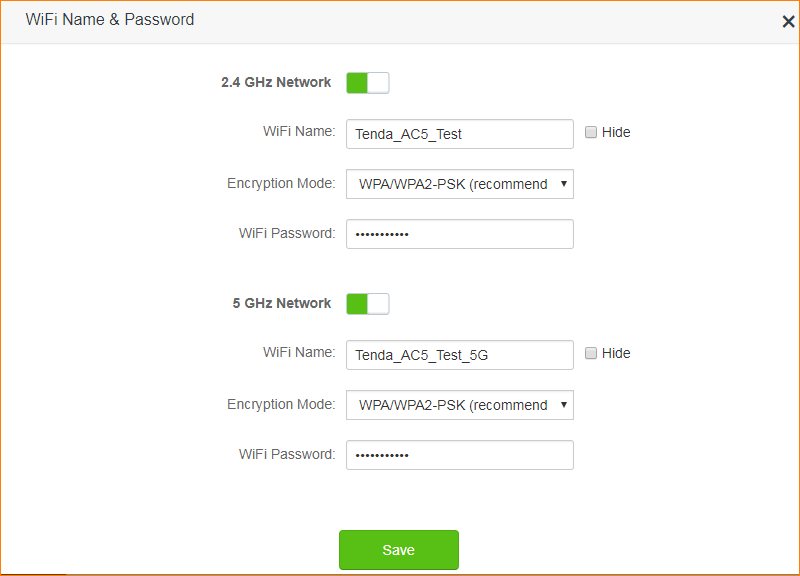 WiFi Name & Password
2.4 GHz Network
WiFi Name: Tenda_AC5_Test Hide
Encryption Mode: WPA/WPA2-PSK (recommend
WiFi Password: •••••••••••
5 GHz Network
WiFi Name: Tenda_AC5_Test_5G Hide
Encryption Mode: WPA/WPA2-PSK (recommend
WiFi Password: •••••••••••
Save